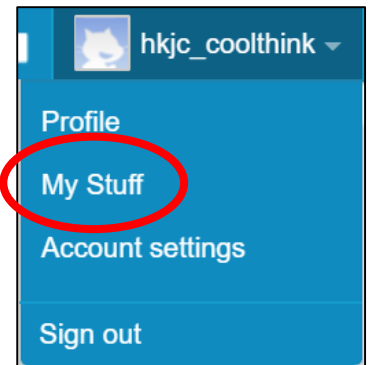 hkjc_coolthink
Profile
My Stuff
Account settings
Sign out